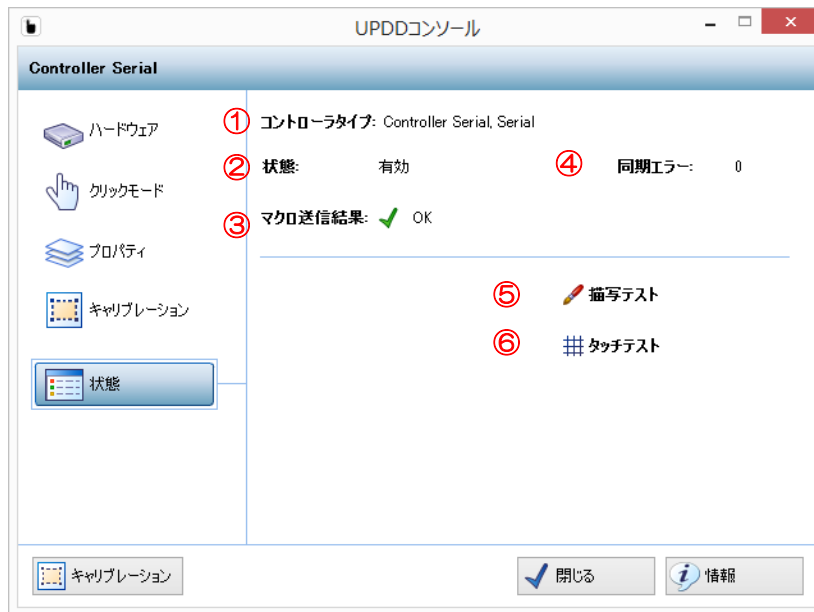 UPDDコンソール
Controller Serial
ハードウェア
クリックモード
プロパティ
キャリブレーション
状態
① コントローラタイプ: Controller Serial, Serial
② 状態: 有効 ④ 同期エラー: 0
③ マクロ送信結果: OK
⑤ 描写テスト
⑥ タッチテスト
キャリブレーション 閉じる 情報